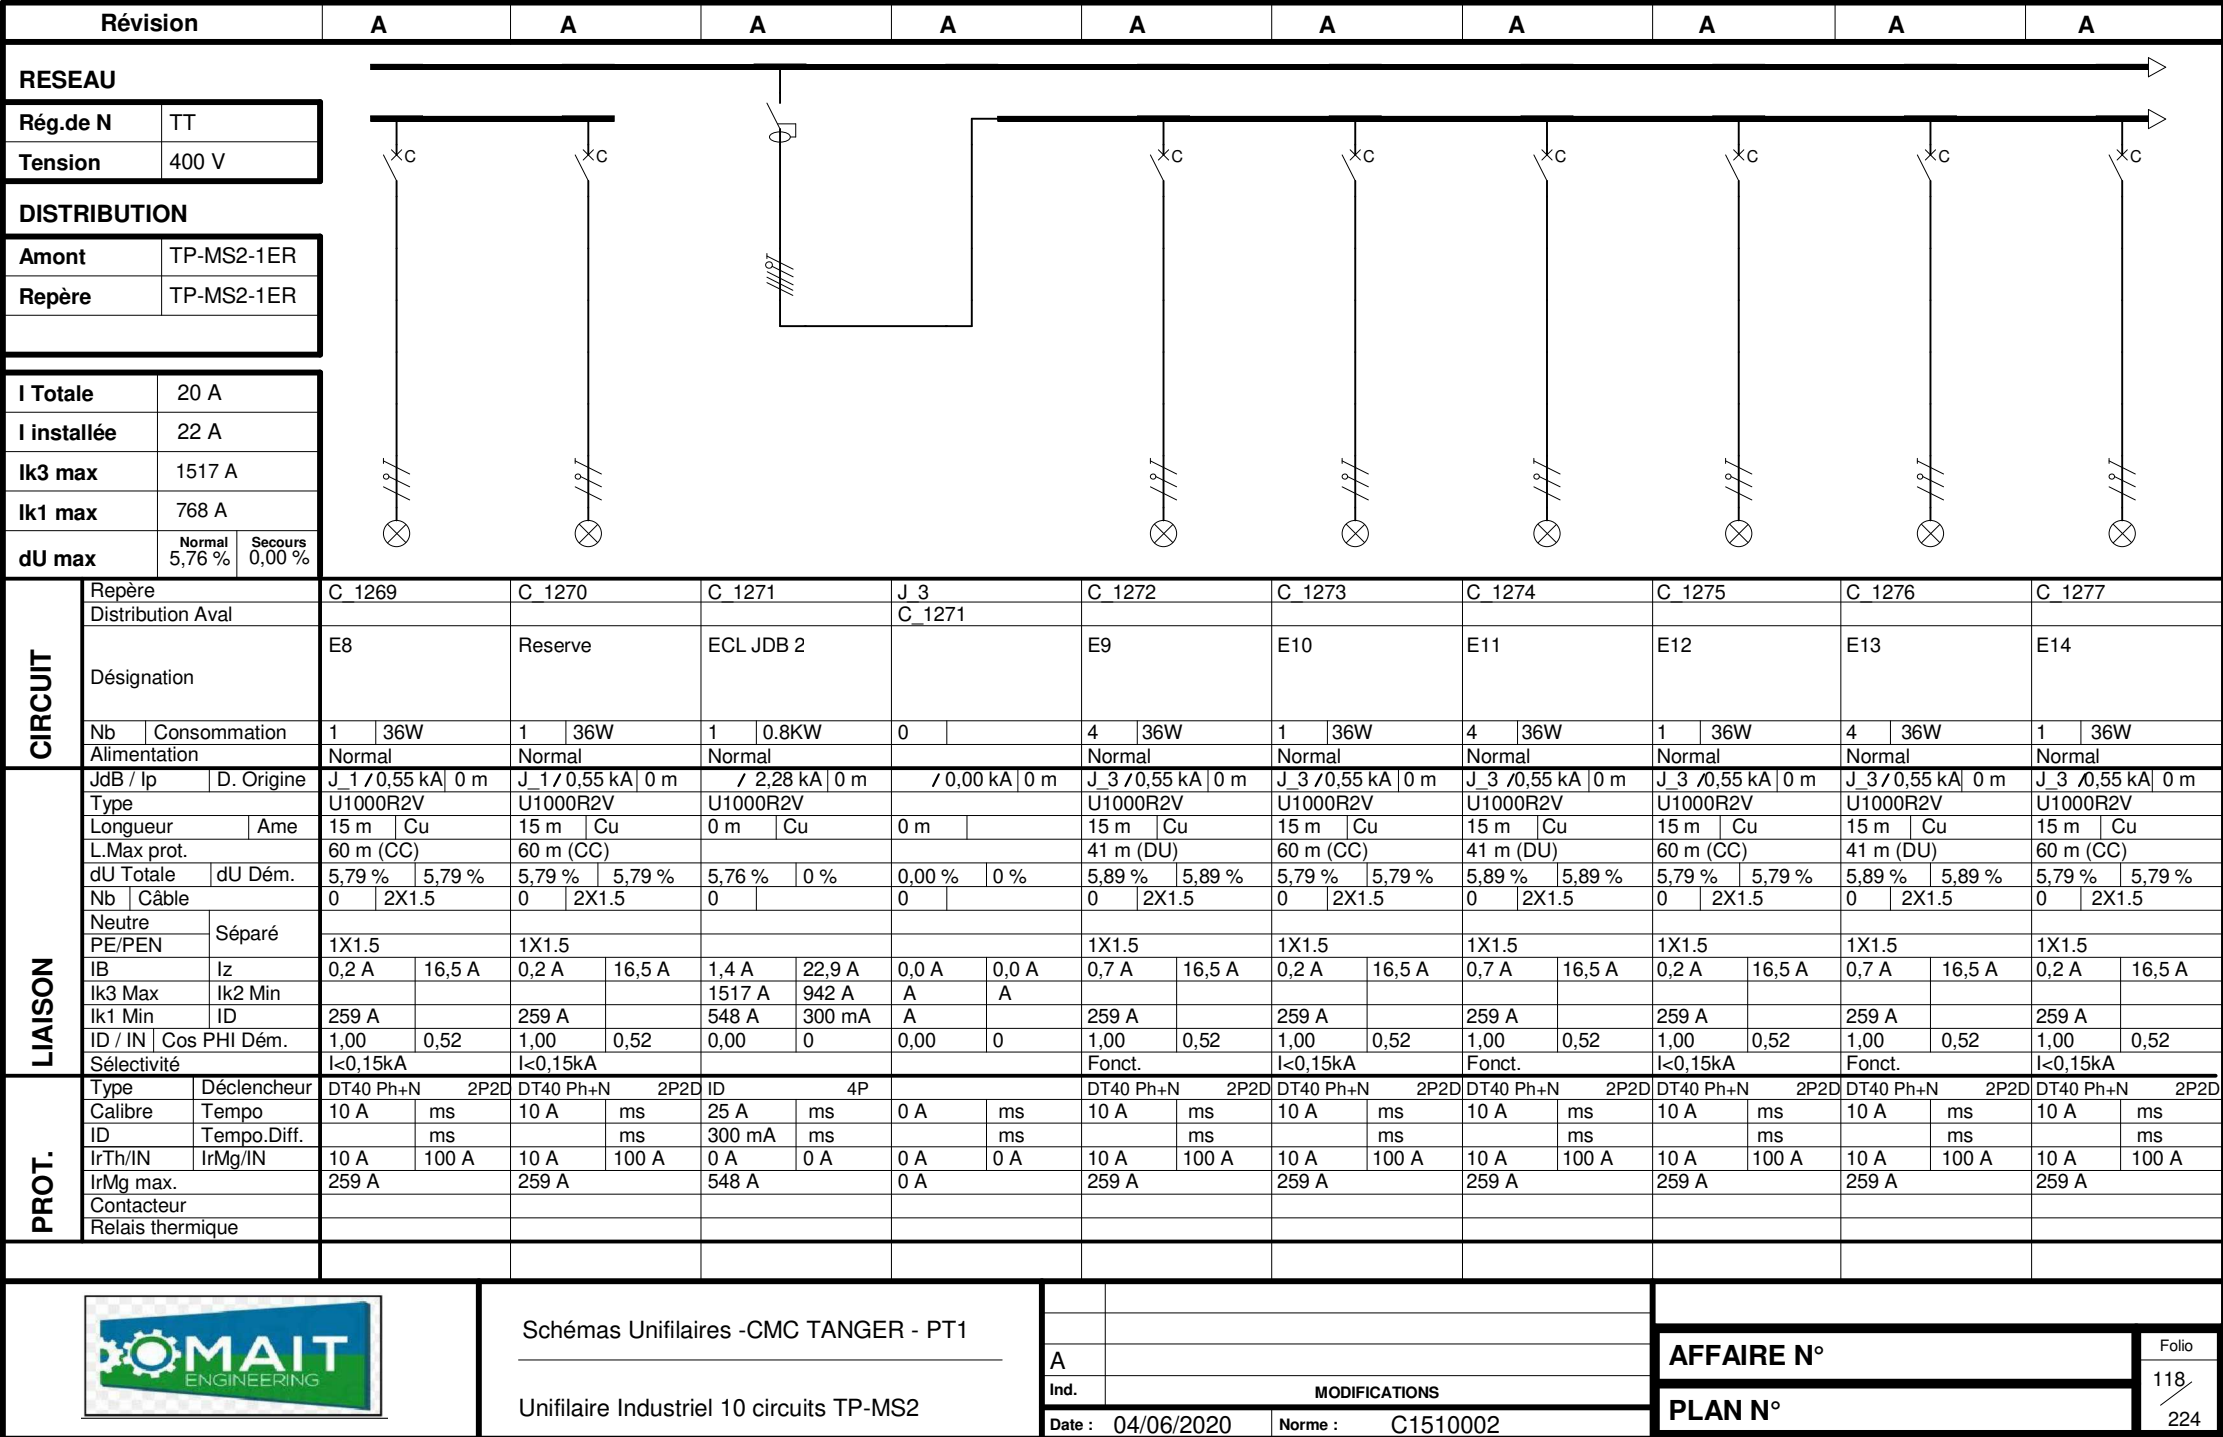 Révision A A A A A A A A A A
RESEAU
Rég.de N TT
Tension 400 V
DISTRIBUTION
Amont TP-MS2-1ER
Repère TP-MS2-1ER
I Totale 20 A
I installée 22 A
Ik3 max 1517 A
Ik1 max 768 A
dU max Normal 5,76 % Secours 0,00 %
C C C C C C C C
CIRCUIT
Repère C_1269 C_1270 C_1271 J_3 C_1272 C_1273 C_1274 C_1275 C_1276 C_1277
Distribution Aval C_1271
Désignation E8 Reserve ECL JDB 2 E9 E10 E11 E12 E13 E14
Nb Consommation 1 36W 1 36W 1 0.8KW 0 4 36W 1 36W 4 36W 1 36W 4 36W 1 36W
Alimentation Normal Normal Normal Normal Normal Normal Normal Normal Normal
LIAISON
JdB / Ip D. Origine J_1 / 0,55 kA 0 m J_1 / 0,55 kA 0 m / 2,28 kA 0 m / 0,00 kA 0 m J_3 / 0,55 kA 0 m J_3 / 0,55 kA 0 m J_3 / 0,55 kA 0 m J_3 / 0,55 kA 0 m J_3 / 0,55 kA 0 m J_3 / 0,55 kA 0 m
Type U1000R2V U1000R2V U1000R2V U1000R2V U1000R2V U1000R2V U1000R2V U1000R2V U1000R2V
Longueur Ame 15 m Cu 15 m Cu 0 m Cu 0 m 15 m Cu 15 m Cu 15 m Cu 15 m Cu 15 m Cu 15 m Cu
L.Max prot. 60 m (CC) 60 m (CC) 41 m (DU) 60 m (CC) 41 m (DU) 60 m (CC) 41 m (DU) 60 m (CC)
dU Totale dU Dém. 5,79 % 5,79 % 5,79 % 5,79 % 5,76 % 0 % 0,00 % 0 % 5,89 % 5,89 % 5,79 % 5,79 % 5,89 % 5,89 % 5,79 % 5,79 % 5,89 % 5,89 % 5,79 % 5,79 %
Nb Câble 0 2X1.5 0 2X1.5 0 0 0 2X1.5 0 2X1.5 0 2X1.5 0 2X1.5 0 2X1.5 0 2X1.5
Neutre Séparé
PE/PEN 1X1.5 1X1.5 1X1.5 1X1.5 1X1.5 1X1.5 1X1.5 1X1.5
IB Iz 0,2 A 16,5 A 0,2 A 16,5 A 1,4 A 22,9 A 0,0 A 0,0 A 0,7 A 16,5 A 0,2 A 16,5 A 0,7 A 16,5 A 0,2 A 16,5 A 0,7 A 16,5 A 0,2 A 16,5 A
Ik3 Max Ik2 Min 1517 A 942 A A A
Ik1 Min ID 259 A 259 A 548 A 300 mA A 259 A 259 A 259 A 259 A 259 A 259 A
ID / IN Cos PHI Dém. 1,00 0,52 1,00 0,52 0,00 0 0,00 0 1,00 0,52 1,00 0,52 1,00 0,52 1,00 0,52 1,00 0,52 1,00 0,52
Sélectivité I<0,15kA I<0,15kA Fonct. I<0,15kA Fonct. I<0,15kA Fonct. I<0,15kA
PROT.
Type Déclencheur DT40 Ph+N 2P2D DT40 Ph+N 2P2D ID 4P DT40 Ph+N 2P2D DT40 Ph+N 2P2D DT40 Ph+N 2P2D DT40 Ph+N 2P2D DT40 Ph+N 2P2D DT40 Ph+N 2P2D
Calibre Tempo 10 A ms 10 A ms 25 A ms 0 A ms 10 A ms 10 A ms 10 A ms 10 A ms 10 A ms 10 A ms
ID Tempo.Diff. ms ms 300 mA ms ms ms ms ms ms ms ms
IrTh/IN IrMg/IN 10 A 100 A 10 A 100 A 0 A 0 A 0 A 0 A 10 A 100 A 10 A 100 A 10 A 100 A 10 A 100 A 10 A 100 A 10 A 100 A
IrMg max. 259 A 259 A 548 A 0 A 259 A 259 A 259 A 259 A 259 A 259 A
Contacteur
Relais thermique
OMAIT
ENGINEERING
Schémas Unifilaires -CMC TANGER - PT1
Unifilaire Industriel 10 circuits TP-MS2
A
Ind. MODIFICATIONS
Date : 04/06/2020 Norme : C1510002
AFFAIRE N°
PLAN N°
Folio
118
224